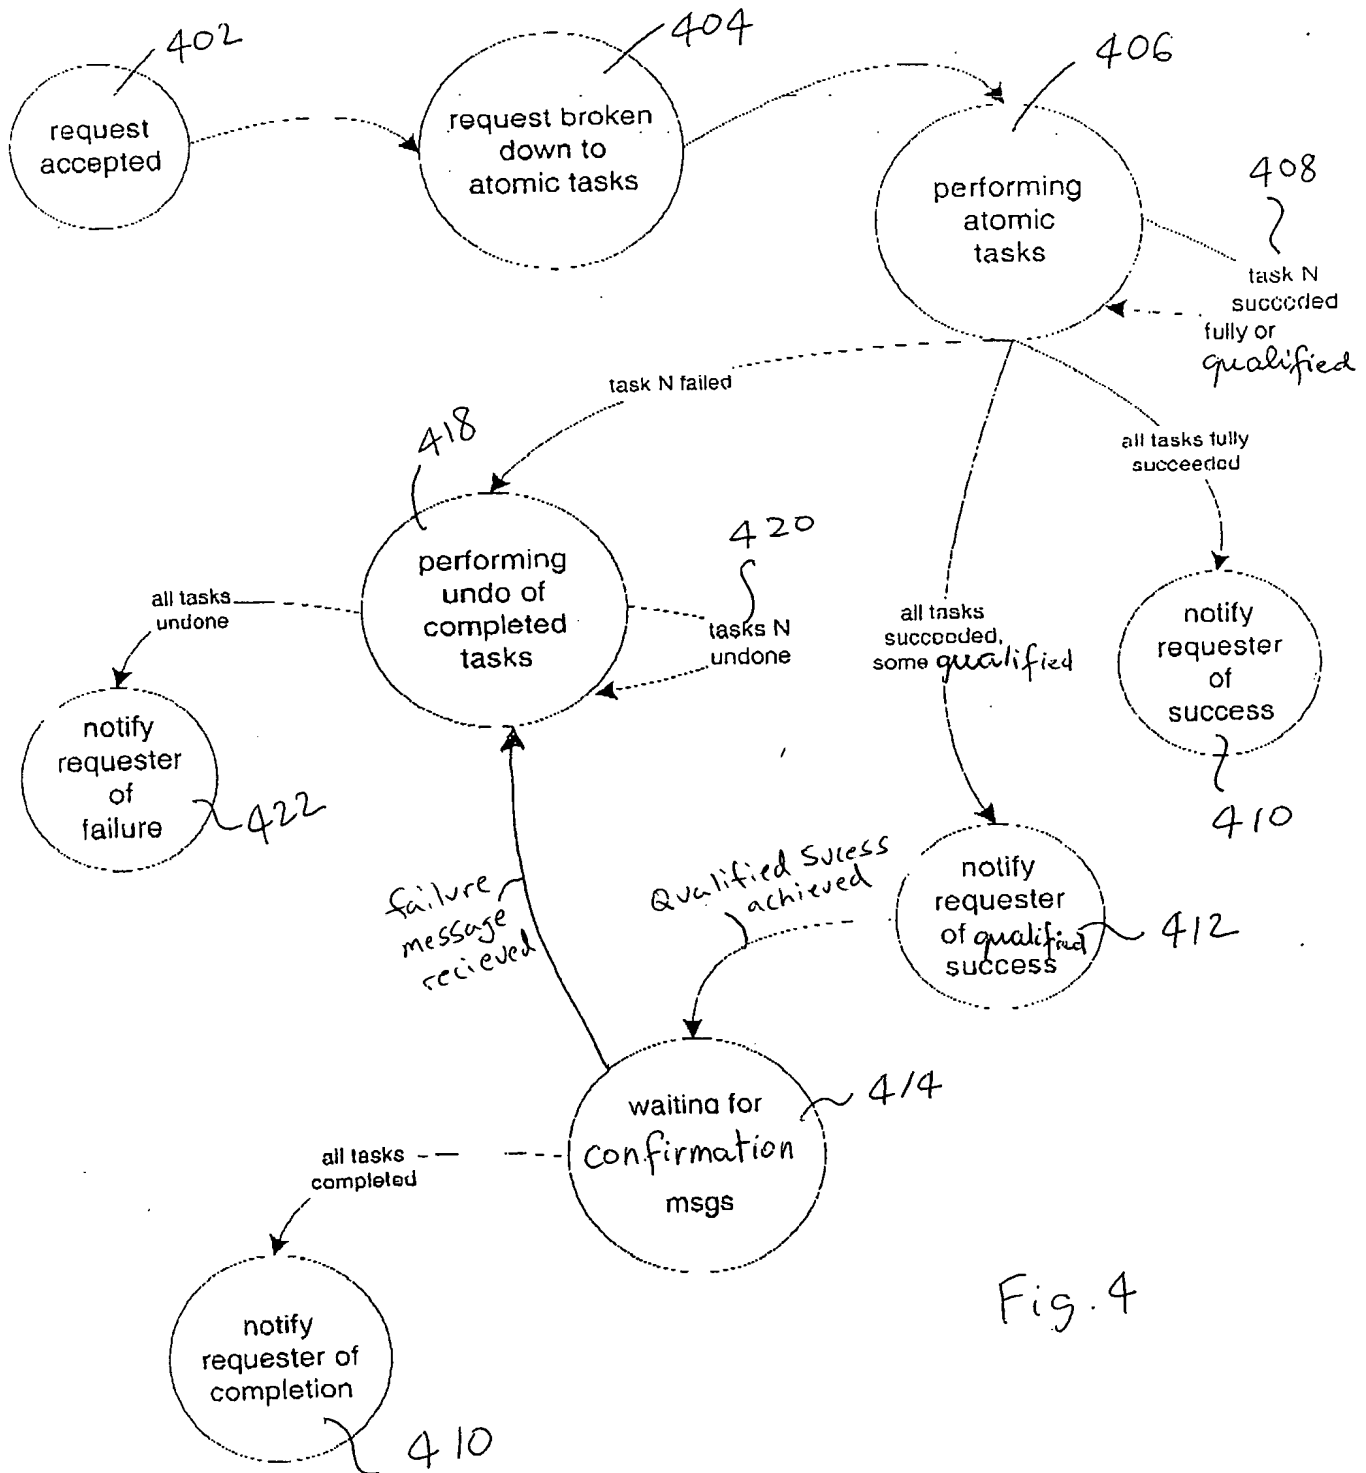 402
request
accepted
404
request broken
down to
atomic tasks
406
performing
atomic
tasks
408
task N
succeded
fully or
qualified
task N failed
all tasks fully
succeeded
418
performing
undo of
completed
tasks
420
tasks N
undone
all tasks
undone
notify
requester
of
failure
422
all tasks
succeeded,
some qualified
notify
requester
of
success
410
notify
requester
of qualified
success
412
Qualified Sucess
achieved
failure
message
recieved
waiting for
confirmation
msgs
414
all tasks
completed
notify
requester of
completion
410
Fig. 4